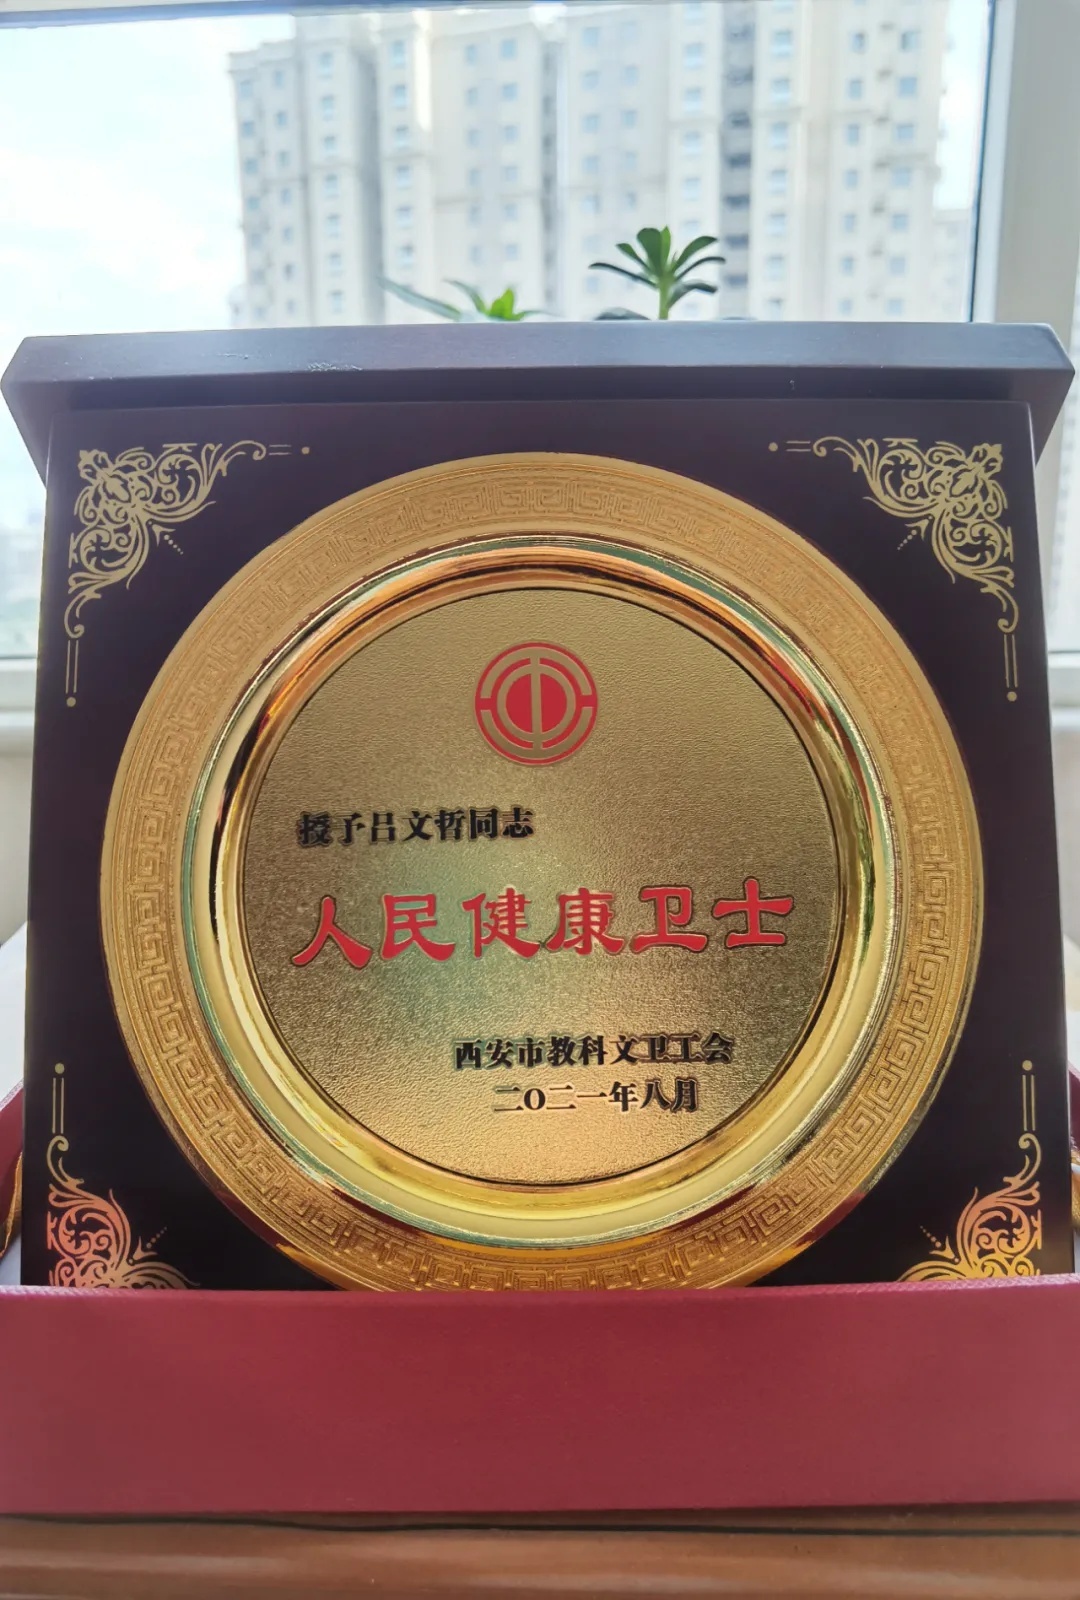 授予吕文哲同志
人民健康卫士
西安市教科文卫工会
二O二一年八月